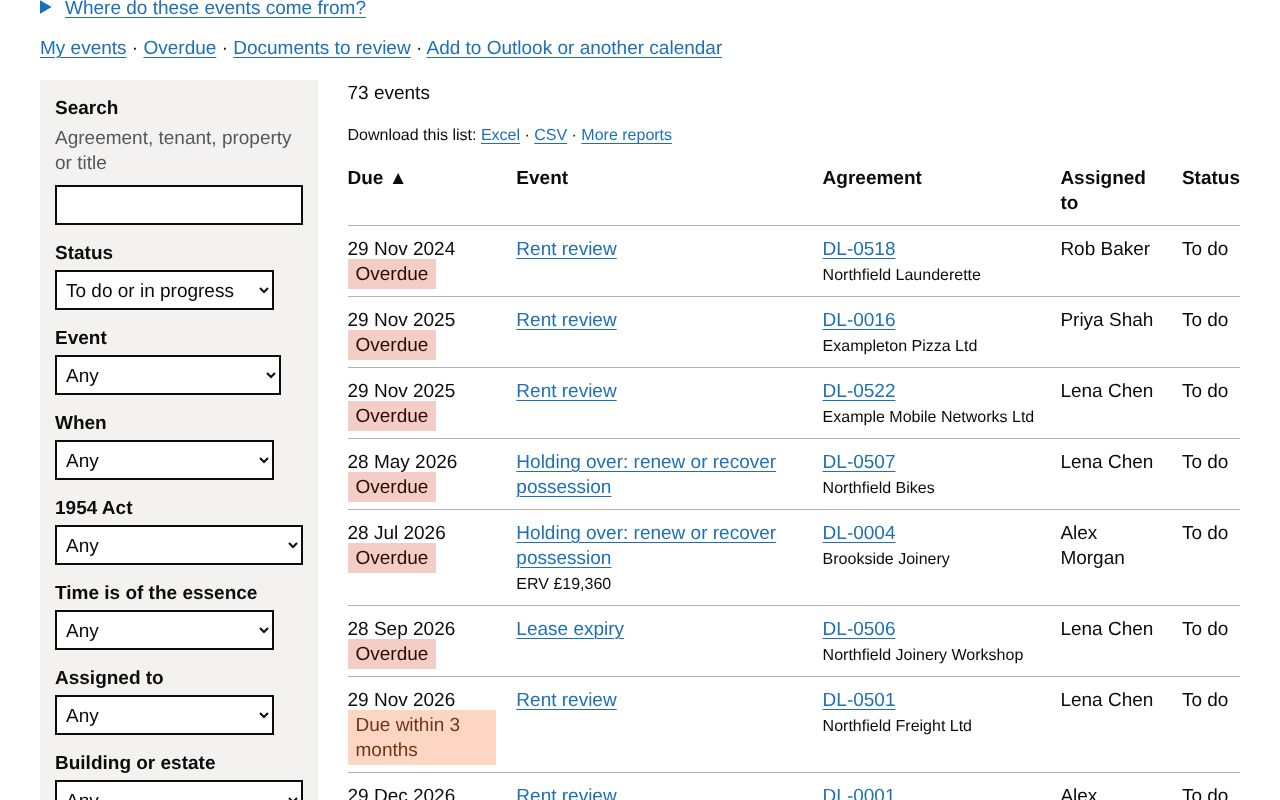 Where do these events come from?
My events · Overdue · Documents to review · Add to Outlook or another calendar
Search
Agreement, tenant, property
or title
Status
To do or in progress
Event
Any
When
Any
1954 Act
Any
Time is of the essence
Any
Assigned to
Any
Building or estate
Any
73 events
Download this list: Excel · CSV · More reports
Due ▲ Event Agreement Assigned to Status
29 Nov 2024 Rent review DL-0518 Rob Baker To do
Overdue Northfield Launderette
29 Nov 2025 Rent review DL-0016 Priya Shah To do
Overdue Exampleton Pizza Ltd
29 Nov 2025 Rent review DL-0522 Lena Chen To do
Overdue Example Mobile Networks Ltd
28 May 2026 Holding over: renew or recover DL-0507 Lena Chen To do
Overdue possession Northfield Bikes
28 Jul 2026 Holding over: renew or recover DL-0004 Alex To do
Overdue possession Brookside Joinery Morgan
ERV £19,360
28 Sep 2026 Lease expiry DL-0506 Lena Chen To do
Overdue Northfield Joinery Workshop
29 Nov 2026 Rent review DL-0501 Lena Chen To do
Due within 3 Northfield Freight Ltd
months
29 Dec 2026 Rent review DL-0001 Alex To do